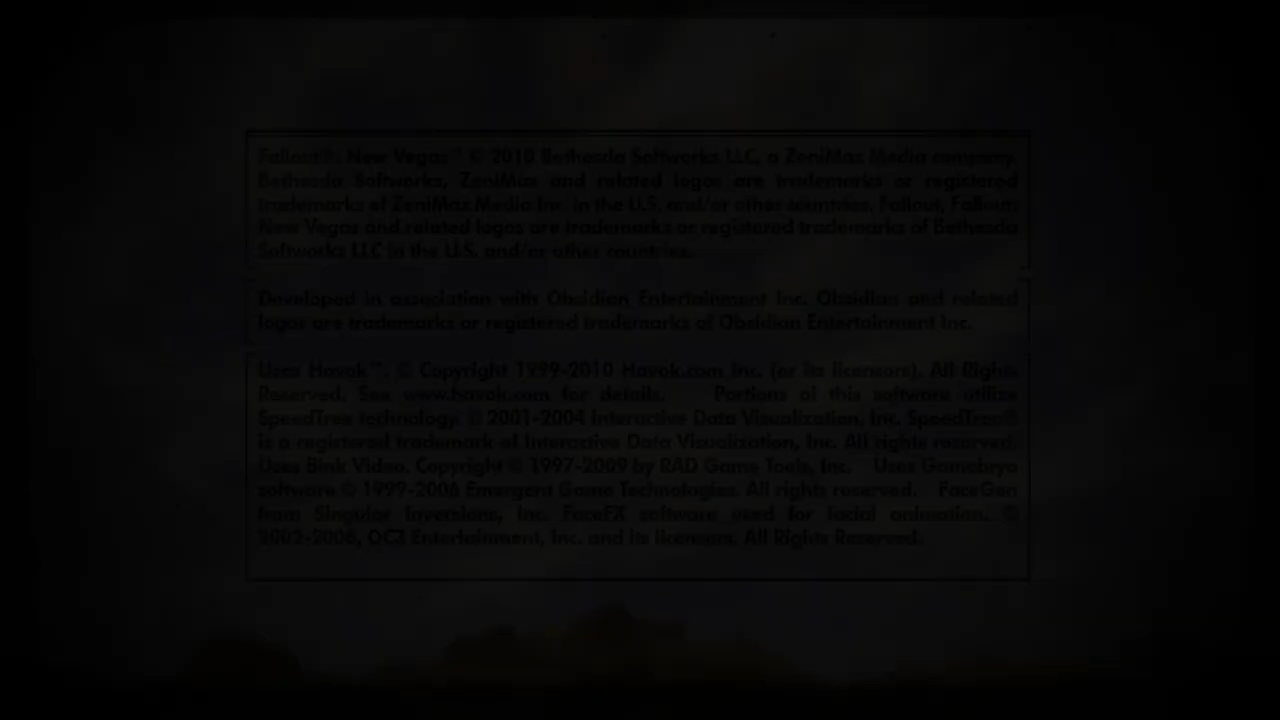 Fallout®: New Vegas™ © 2010 Bethesda Softworks LLC, a ZeniMax Media company.
Bethesda Softworks, ZeniMax and related logos are trademarks or registered
trademarks of ZeniMax Media Inc. in the U.S. and/or other countries. Fallout, Fallout:
New Vegas and related logos are trademarks or registered trademarks of Bethesda
Softworks LLC in the U.S. and/or other countries.
Developed in association with Obsidian Entertainment Inc. Obsidian and related
logos are trademarks or registered trademarks of Obsidian Entertainment Inc.
Uses Havok™. © Copyright 1999-2010 Havok.com Inc. (or its licensors). All Rights
Reserved. See www.havok.com for details. Portions of this software utilize
SpeedTree technology. © 2001-2004 Interactive Data Visualization, Inc. SpeedTree®
is a registered trademark of Interactive Data Visualization, Inc. All rights reserved.
Uses Bink Video. Copyright © 1997-2009 by RAD Game Tools, Inc. Uses Gamebryo
software © 1999-2006 Emergent Game Technologies. All rights reserved. FaceGen
from Singular Inversions, Inc. FaceFX software used for facial animation. ©
2002-2006, OC3 Entertainment, Inc. and its licensors. All Rights Reserved.